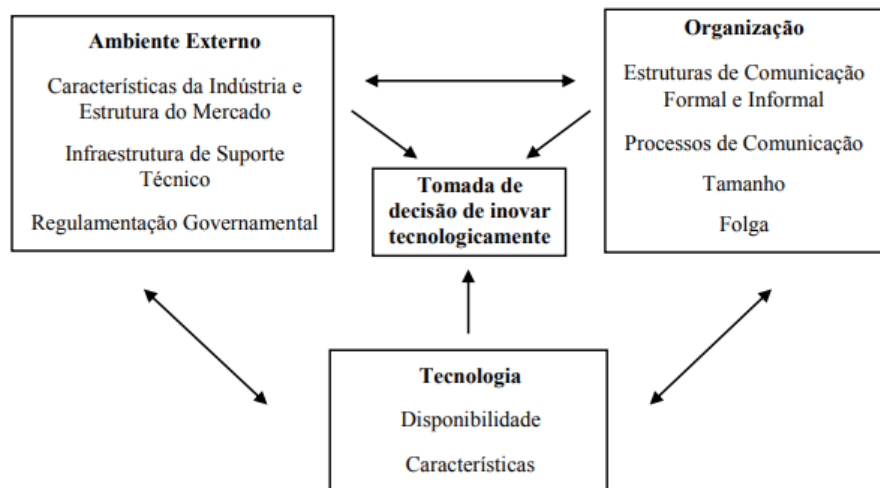 Ambiente Externo
Características da Indústria e
Estrutura do Mercado
Infraestrutura de Suporte
Técnico
Regulamentação Governamental
Organização
Estruturas de Comunicação
Formal e Informal
Processos de Comunicação
Tamanho
Folga
Tomada de
decisão de inovar
tecnologicamente
Tecnologia
Disponibilidade
Características